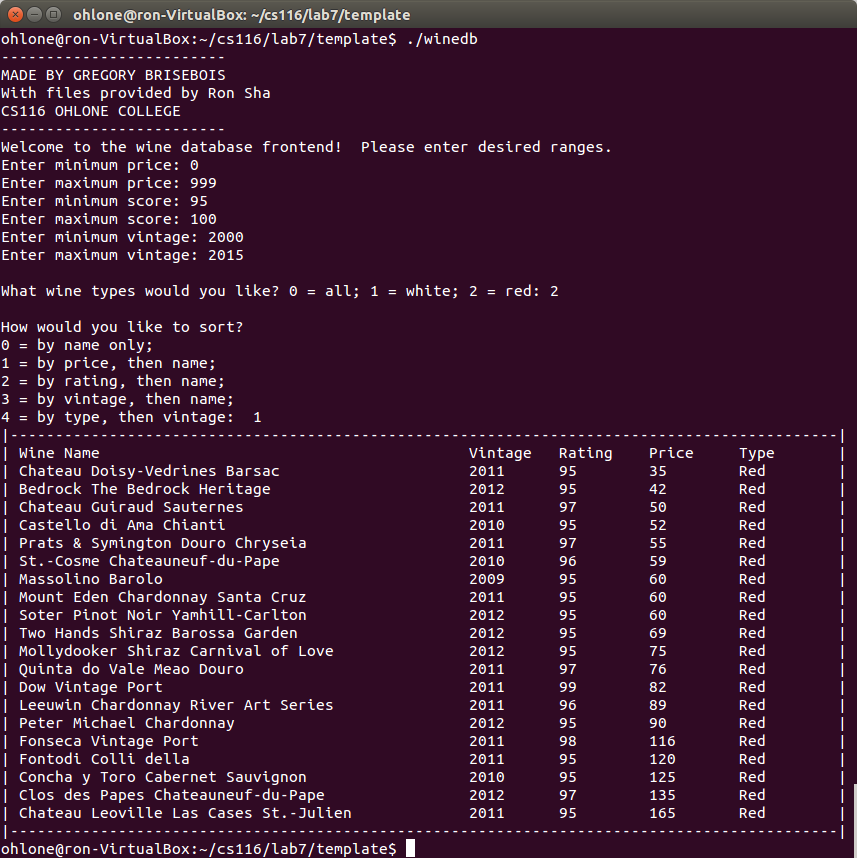 ohlone@ron-VirtualBox: ~/cs116/lab7/template
ohlone@ron-VirtualBox:~/cs116/lab7/template$ ./winedb
-------------------------
MADE BY GREGORY BRISEBOIS
With files provided by Ron Sha
CS116 OHLONE COLLEGE
-------------------------
Welcome to the wine database frontend!  Please enter desired ranges.
Enter minimum price: 0
Enter maximum price: 999
Enter minimum score: 95
Enter maximum score: 100
Enter minimum vintage: 2000
Enter maximum vintage: 2015
What wine types would you like? 0 = all; 1 = white; 2 = red: 2
How would you like to sort?
0 = by name only;
1 = by price, then name;
2 = by rating, then name;
3 = by vintage, then name;
4 = by type, then vintage:  1
|--------------------------------------------------------------------------------------------|
| Wine Name                                         Vintage   Rating    Price     Type       |
| Chateau Doisy-Vedrines Barsac                     2011      95        35        Red        |
| Bedrock The Bedrock Heritage                      2012      95        42        Red        |
| Chateau Guiraud Sauternes                         2011      97        50        Red        |
| Castello di Ama Chianti                           2010      95        52        Red        |
| Prats & Symington Douro Chryseia                  2011      97        55        Red        |
| St.-Cosme Chateauneuf-du-Pape                     2010      96        59        Red        |
| Massolino Barolo                                  2009      95        60        Red        |
| Mount Eden Chardonnay Santa Cruz                  2011      95        60        Red        |
| Soter Pinot Noir Yamhill-Carlton                  2012      95        60        Red        |
| Two Hands Shiraz Barossa Garden                   2012      95        69        Red        |
| Mollydooker Shiraz Carnival of Love               2012      95        75        Red        |
| Quinta do Vale Meao Douro                         2011      97        76        Red        |
| Dow Vintage Port                                  2011      99        82        Red        |
| Leeuwin Chardonnay River Art Series               2011      96        89        Red        |
| Peter Michael Chardonnay                          2012      95        90        Red        |
| Fonseca Vintage Port                              2011      98        116       Red        |
| Fontodi Colli della                               2011      95        120       Red        |
| Concha y Toro Cabernet Sauvignon                  2010      95        125       Red        |
| Clos des Papes Chateauneuf-du-Pape                2012      97        135       Red        |
| Chateau Leoville Las Cases St.-Julien             2011      95        165       Red        |
|--------------------------------------------------------------------------------------------|
ohlone@ron-VirtualBox:~/cs116/lab7/template$